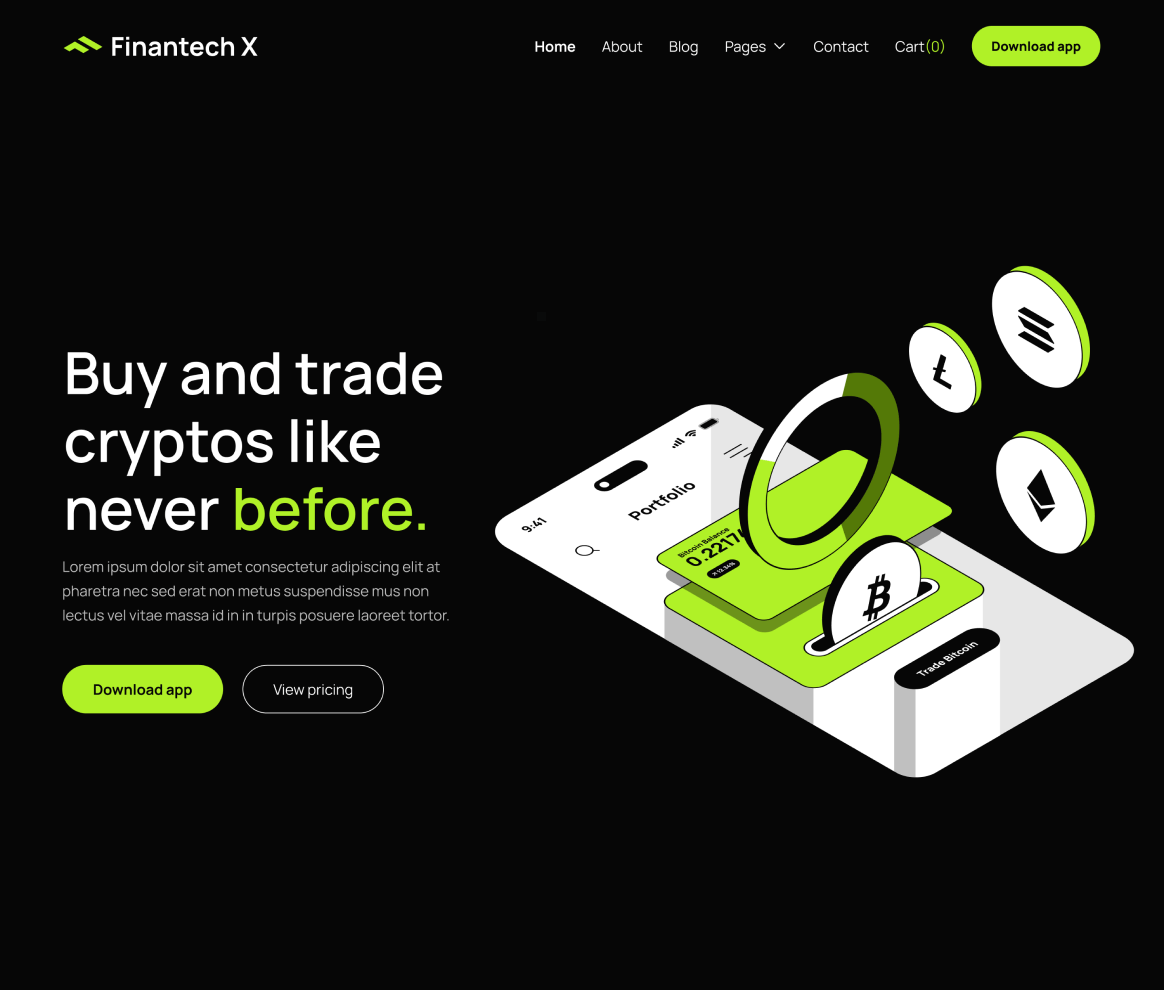 Finantech X
Home About Blog Pages Contact Cart(0) Download app
Buy and trade
cryptos like
never before.
Lorem ipsum dolor sit amet consectetur adipiscing elit at
pharetra nec sed erat non metus suspendisse mus non
lectus vel vitae massa id in in turpis posuere laoreet tortor.
Download app View pricing
9:41
Portfolio
Bitcoin Balance
0.2217
Trade Bitcoin